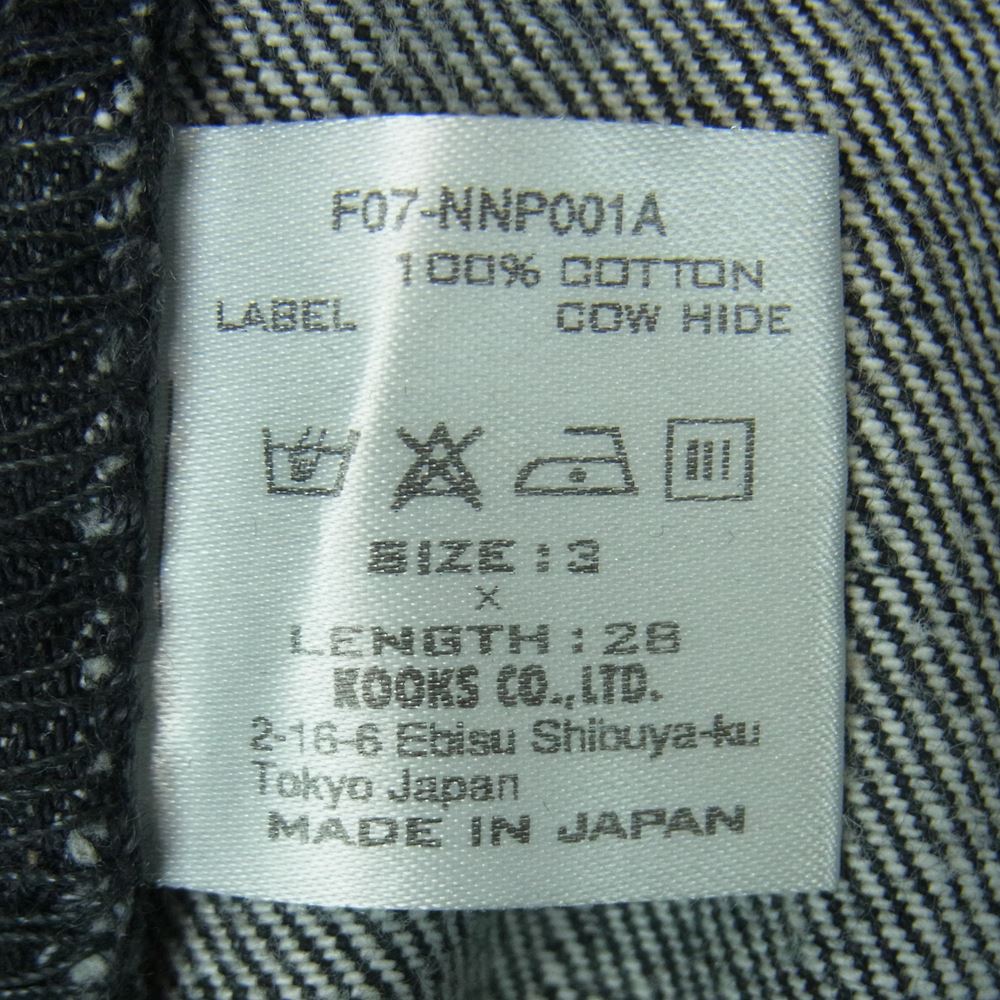 F07-NNP001A
100% COTTON
LABEL COW HIDE
SIZE : 3
×
LENGTH : 28
KOOKS CO.,LTD.
2-16-6 Ebisu Shibuya-ku
Tokyo Japan
MADE IN JAPAN